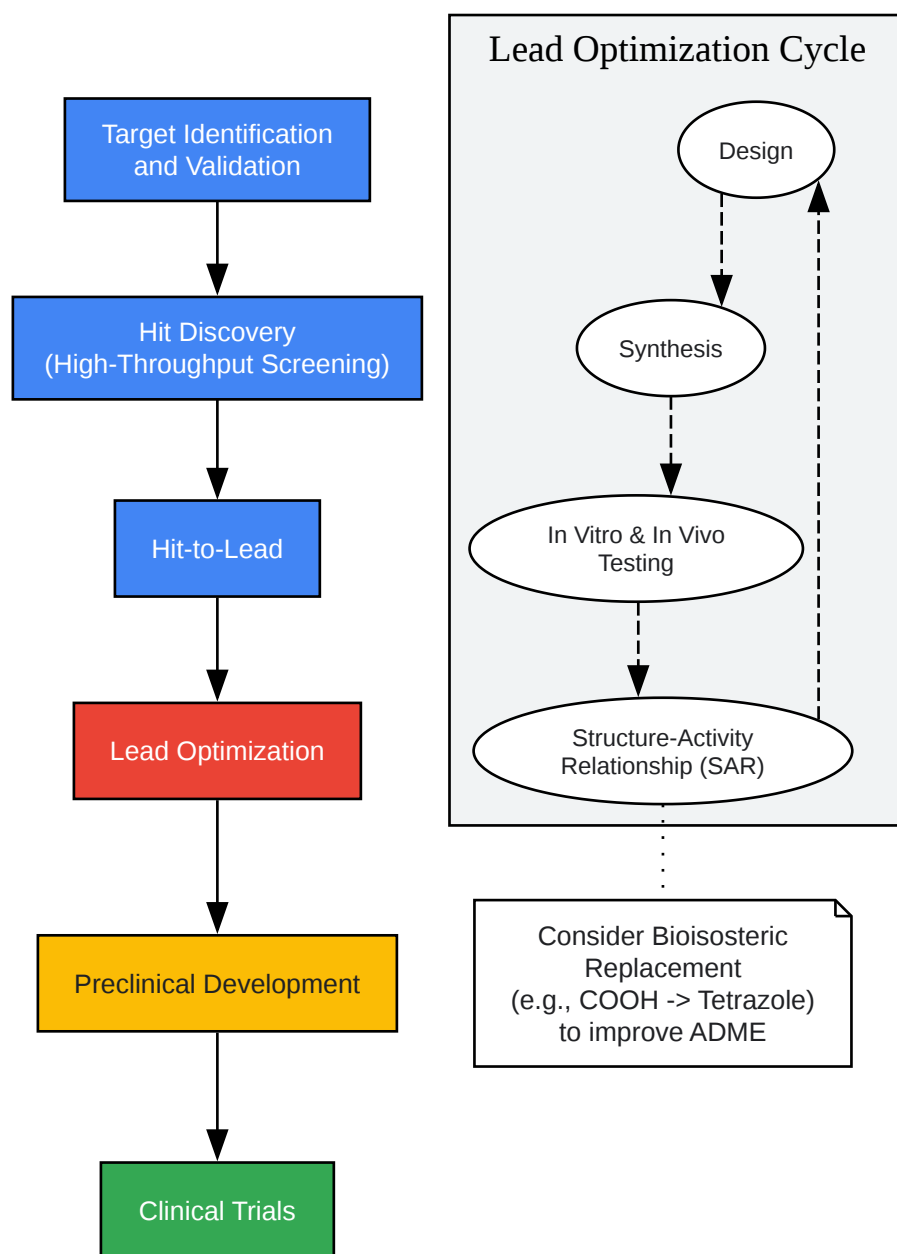 Target Identification
and Validation
Hit Discovery
(High-Throughput Screening)
Hit-to-Lead
Lead Optimization
Preclinical Development
Clinical Trials
Lead Optimization Cycle
Design
Synthesis
In Vitro & In Vivo
Testing
Structure-Activity
Relationship (SAR)
Consider Bioisosteric
Replacement
(e.g., COOH -> Tetrazole)
to improve ADME